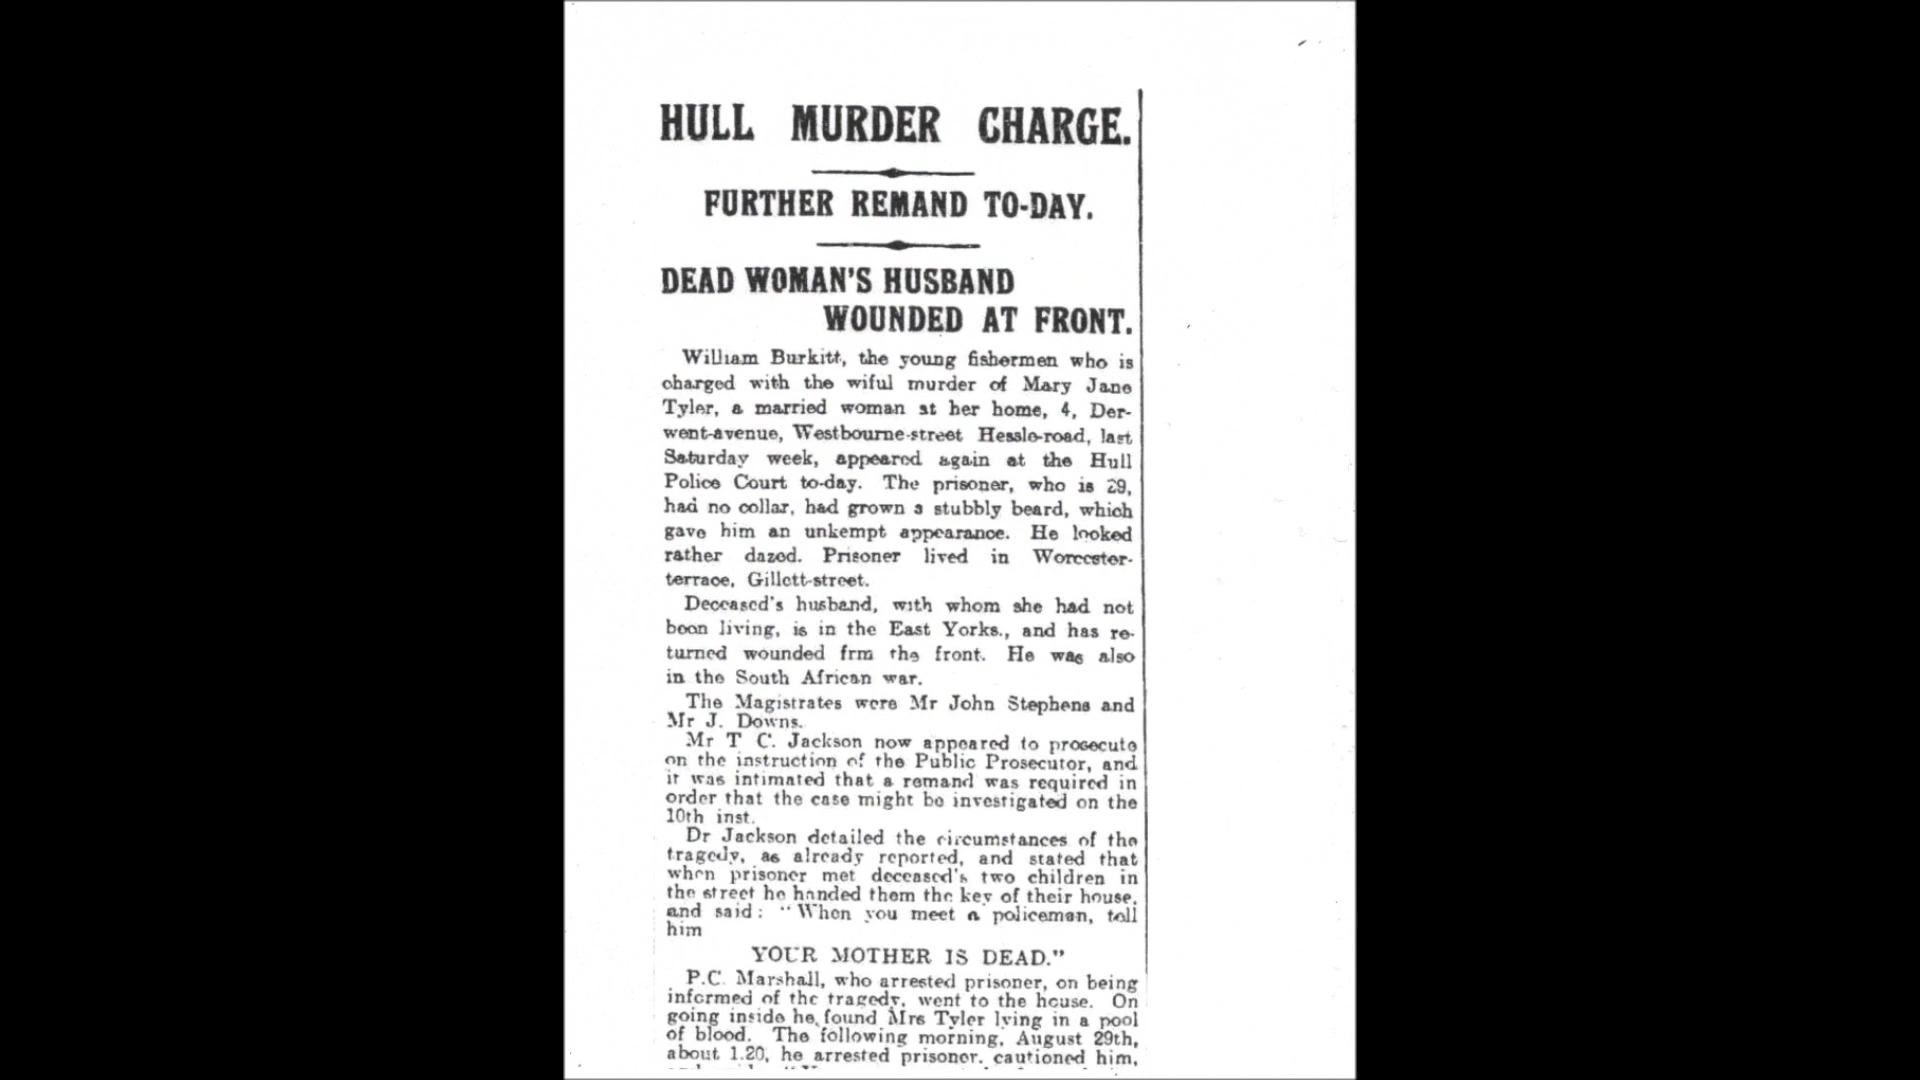 HULL MURDER CHARGE.
FURTHER REMAND TO-DAY.
DEAD WOMAN'S HUSBAND
WOUNDED AT FRONT.
William Burkitt, the young fishermen who is
charged with the wiful murder of Mary Jane
Tyler, a married woman at her home, 4, Der-
went-avenue, Westbourne-street Hessle-road, last
Saturday week, appeared again at the Hull
Police Court to-day. The prisoner, who is 29,
had no collar, had grown a stubbly beard, which
gave him an unkempt appearance. He looked
rather dazed. Prisoner lived in Worcester-
terrace, Gillett-street.
Deceased's husband, with whom she had not
been living, is in the East Yorks., and has re-
turned wounded frm the front. He was also
in the South African war.
The Magistrates were Mr John Stephens and
Mr J. Downs.
Mr T C. Jackson now appeared to prosecute
on the instruction of the Public Prosecutor, and
it was intimated that a remand was required in
order that the case might be investigated on the
10th inst.
Dr Jackson detailed the circumstances of the
tragedy, as already reported, and stated that
when prisoner met deceased's two children in
the street he handed them the key of their house,
and said: "When you meet a policeman, tell
him
YOUR MOTHER IS DEAD."
P.C. Marshall, who arrested prisoner, on being
informed of the tragedy, went to the house. On
going inside he found Mrs Tyler lying in a pool
of blood. The following morning, August 29th,
about 1.20, he arrested prisoner. cautioned him,